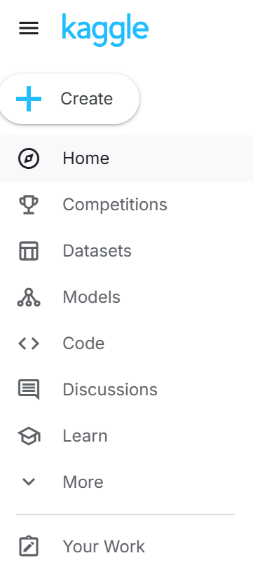 kaggle
Create
Home
Competitions
Datasets
Models
Code
Discussions
Learn
More
Your Work